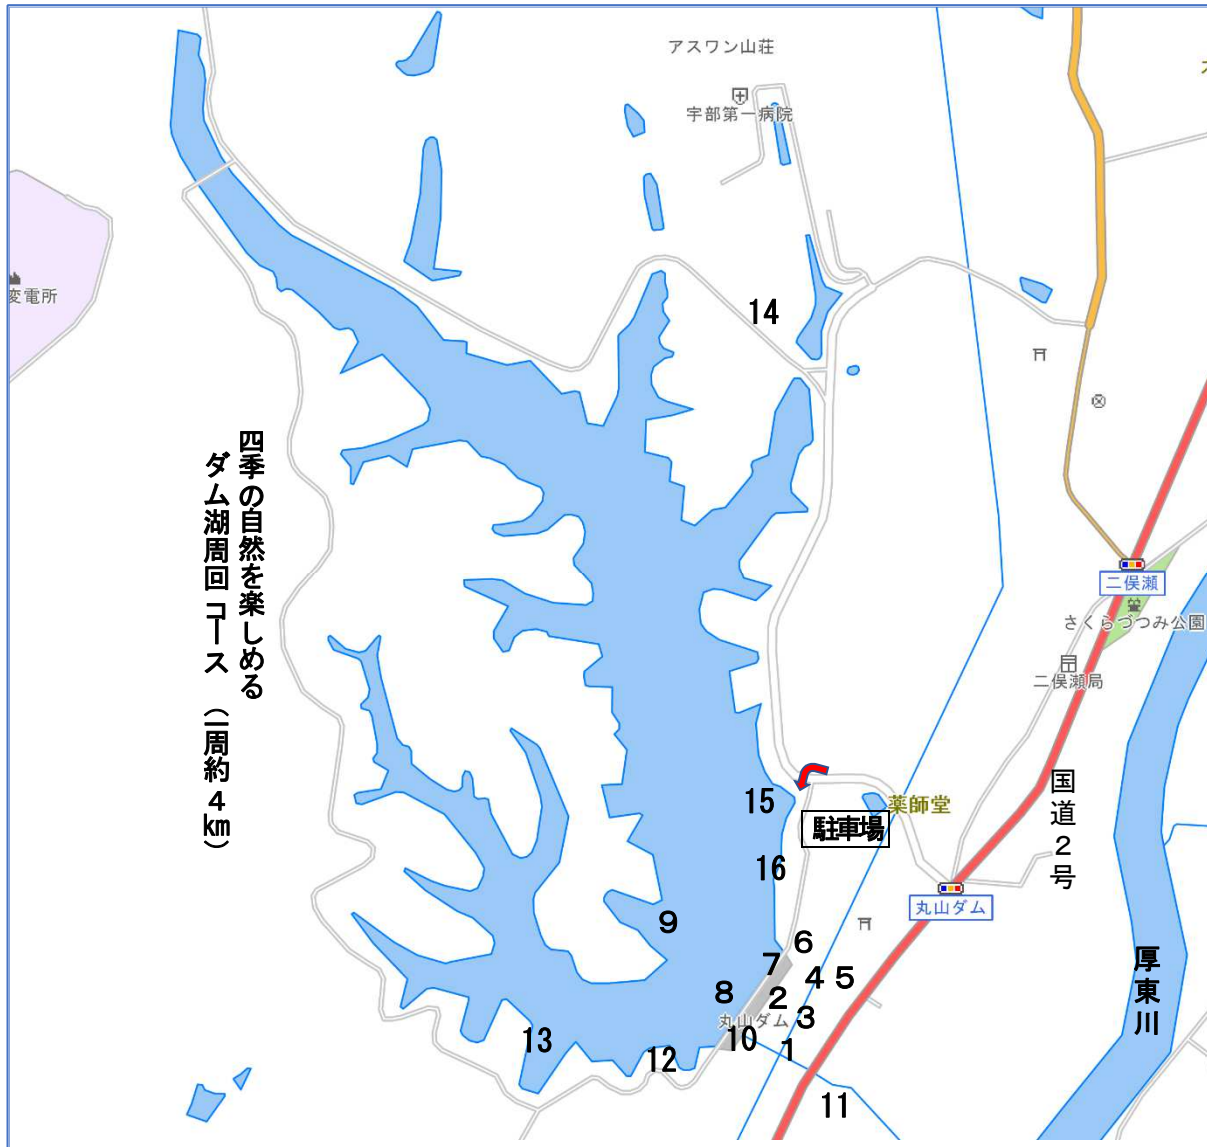 アスワン山荘
宇部第一病院
14
変電所
四季の自然を楽しめる
ダム湖周回コース （一周約４㎞）
二俣瀬
さくらづつみ公園
二俣瀬局
国道２号
15
薬師堂
駐車場
16
丸山ダム
厚東川
9
6
7
4
5
8
2
3
丸山ダム
10
1
13
12
11